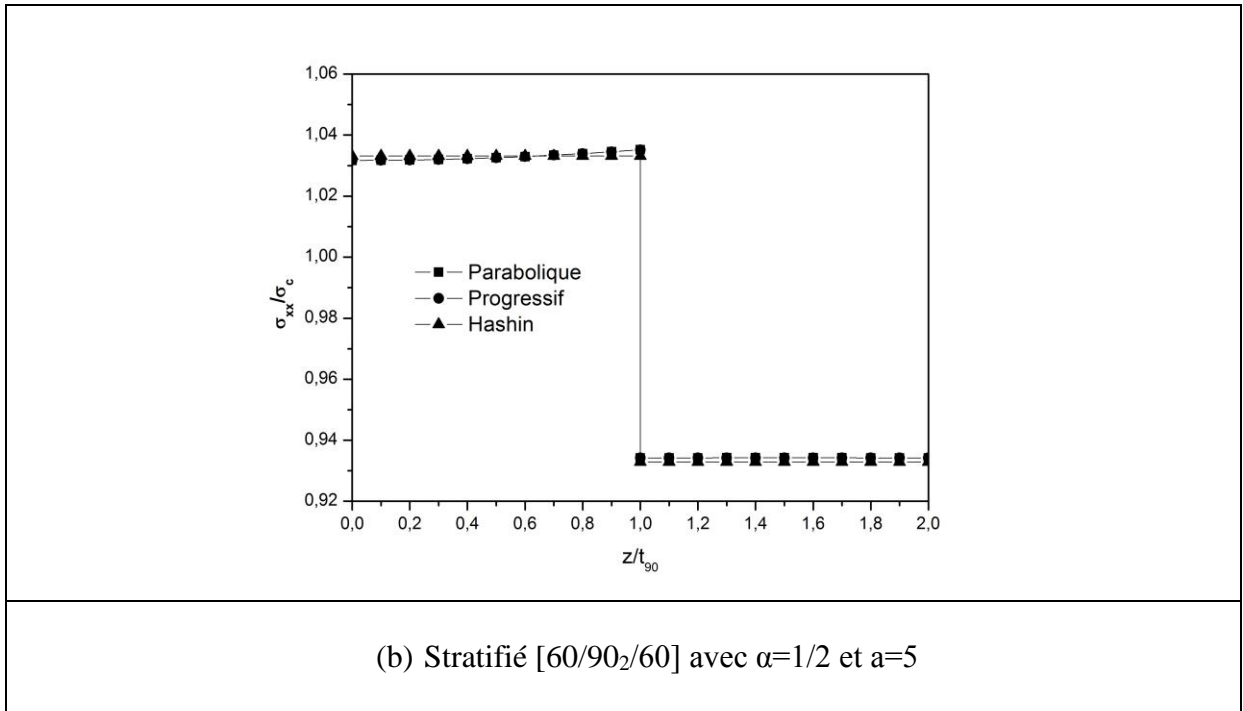 1,06
1,04
1,02
1,00
0,98
0,96
0,94
0,92
σxx/σc
Parabolique
Progressif
Hashin
0,0 0,2 0,4 0,6 0,8 1,0 1,2 1,4 1,6 1,8 2,0
z/t90
(b) Stratifié [60/90₂/60] avec α=1/2 et a=5